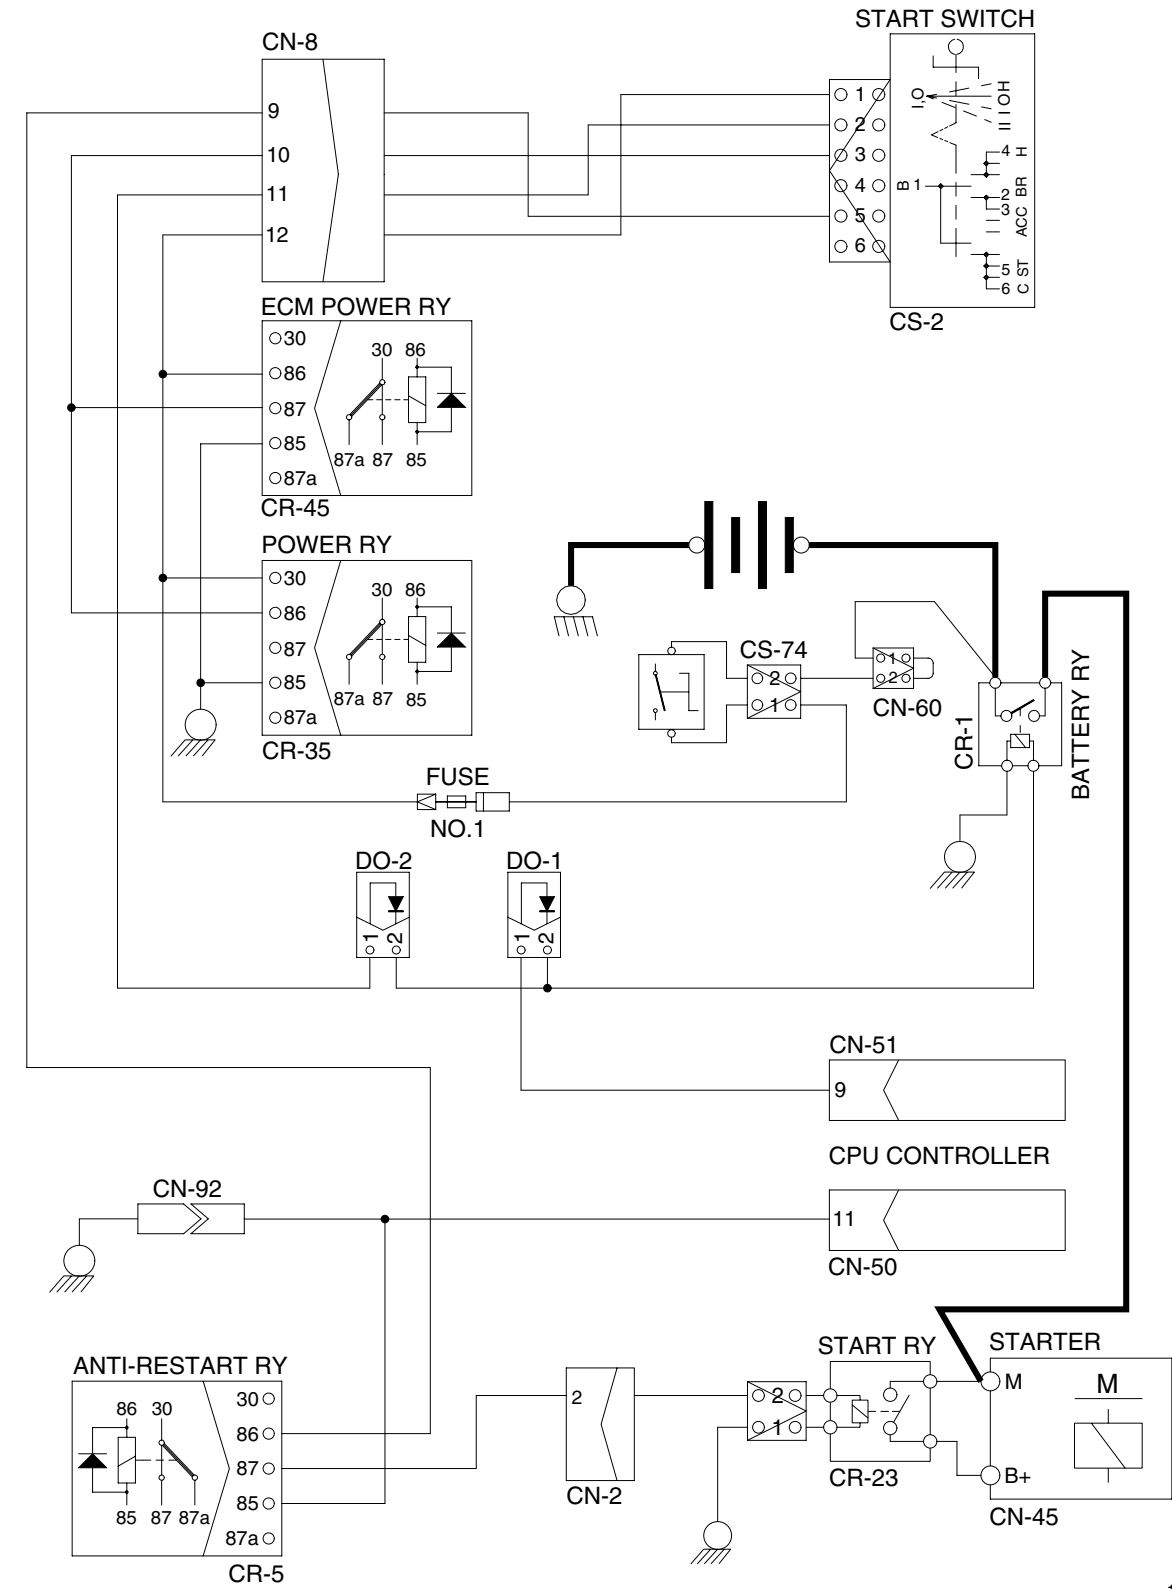 START SWITCH
CN-8
9
10
11
12
1
2
3
4
5
6
I,O
H
O
I
II
B 1
4 H
2 BR
3 ACC
5 ST
6 C
CS-2
ECM POWER RY
30
86
87
85
87a
30 86
87a 87 85
CR-45
POWER RY
30
86
87
85
87a
30 86
87a 87 85
CR-35
CS-74
2
1
1
2
CN-60
CR-1
BATTERY RY
FUSE
NO.1
DO-2
1 2
DO-1
1 2
CN-51
9
CPU CONTROLLER
CN-92
11
CN-50
ANTI-RESTART RY
86 30
85 87 87a
30
86
87
85
87a
CR-5
2
CN-2
START RY
2
1
CR-23
STARTER
M
M
B+
CN-45